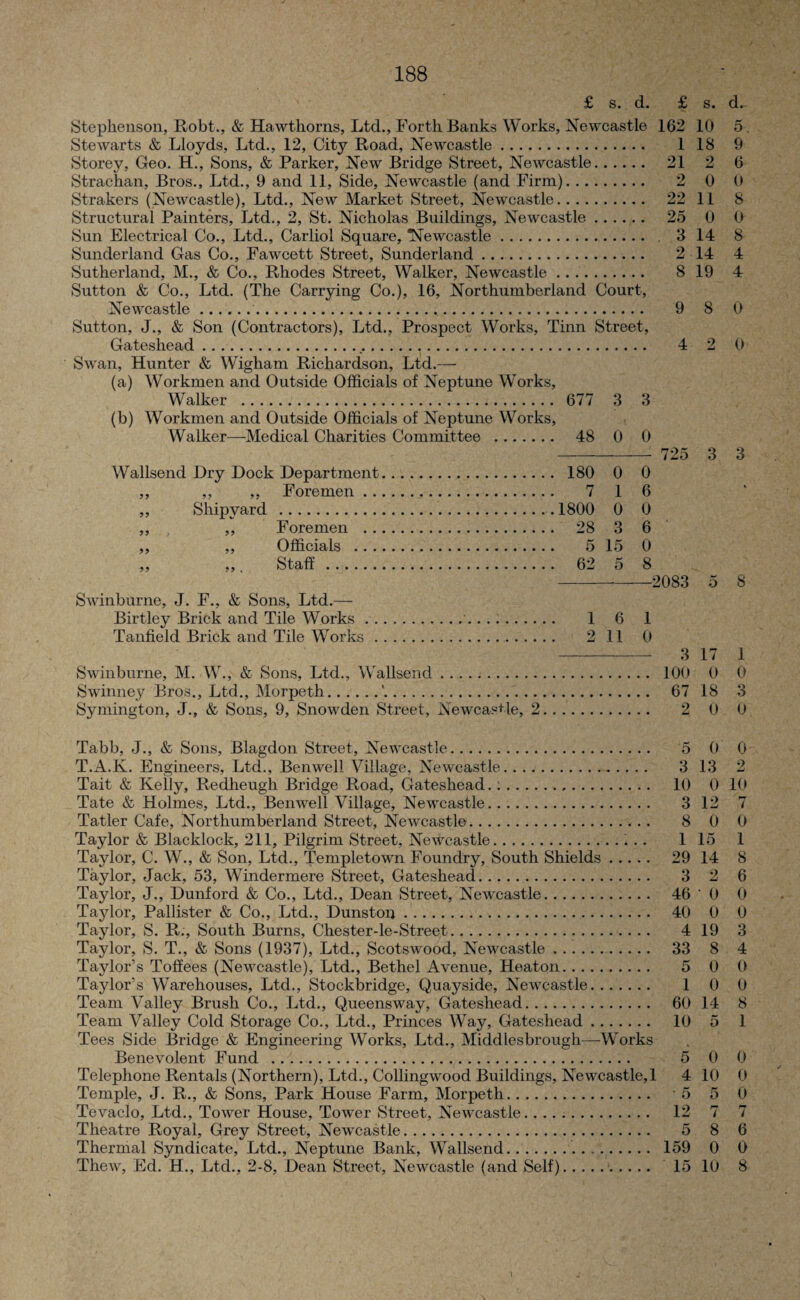 188
£ s. d. £ s. d.
Stephenson, Robt., & Hawthorns, Ltd., Forth Banks Works, Newcastle 162 10 5
Stewarts & Lloyds, Ltd., 12, City Road, Newcastle ................ 1 18 9
Storey, Geo. H., Sons, & Parker, New Bridge Street, Newcastle...... 21 2 6
Strachan, Bros., Ltd., 9 and 11, Side, Newcastle (and Firm)......... 2 0 0
Strakers (Newcastle), Ltd., New Market Street, Newcastle.......... 22 11 8
Structural Painters, Ltd., 2, St. Nicholas Buildings, Newcastle ...... 25 0 0
Sun Electrical Co., Ltd., Carliol Square, Newcastle ................ 3 14 8
Sunderland Gas Co., Fawcett Street, Sunderland .................. 2 14 4
Sutherland, M., & Co., Rhodes Street, Walker, Newcastle .......... 8 19 4
Sutton & Co., Ltd. (The Carrying Co.), 16, Northumberland Court,
Newcastle ................................................ 9 8 0
Sutton, J., & Son (Contractors), Ltd., Prospect Works, Tinn Street,
Gateshead ................................................ 4 2 0
Swan, Hunter & Wigham Richardson, Ltd.—
(a) Workmen and Outside Officials of Neptune Works,
Walker .................................. 677 3 3
(b) Workmen and Outside Officials of Neptune Works,
Walker—Medical Charities Committee ........ 48 0 0
725 3 3
Wallsend Dry Dock Department................... 180 0 0
„ „ „ Foremen ..................... 7 1 6
„ Shipyard ..............................1800 0 0
„ „ Foremen ..................... 28 3 6
„ „ Officials ...................... 5 15 0
„ „ Staff ......................... 62 5 8
2083 5 8
Swinburne, J. F., & Sons, Ltd.—
Birtley Brick and Tile Works ..................... 1 6 1
Tanfield Brick and Tile Works .................... 2 11 0
3 17 1
Swinburne, M. W., & Sons, Ltd., Wallsend ....................... 100 0 0
Swinney Bros., Ltd., Morpeth................................... 67 18 3
Symington, J., & Sons, 9, Snowden Street, Newcastle, 2............ 2 0 0
Tabb, J., & Sons, Blagdon Street, Newcastle...................... 5 0 0
T.A.K. Engineers, Ltd., Benwell Village, Newcastle................ 3 13 2
Tait & Kelly, Redheugh Bridge Road, Gateshead.................. 10 0 10
Tate & Holmes, Ltd., Benwell Village, Newcastle.................. 3 12 7
Tatler Cafe, Northumberland Street, Newcastle.................... 8 0 0
Taylor & Blacklock, 211, Pilgrim Street, Newcastle................. 1 15 1
Taylor, C. W., & Son, Ltd., Templetown Foundry, South Shields ..... 29 14 8
Taylor, Jack, 53, Windermere Street, Gateshead................... 3 2 6
Taylor, J., Dunford & Co., Ltd., Dean Street, Newcastle............ 46 0 0
Taylor, Pallister & Co., Ltd., Dunston ........................... 40 0 0
Taylor, S. R., South Burns, Chester-le-Street...................... 4 19 3
Taylor, S. T., & Sons (1937), Ltd., Scotswood, Newcastle ........... 33 8 4
Taylor's Toffees (Newcastle), Ltd., Bethel Avenue, Heaton.......... 5 0 0
Taylor's Warehouses, Ltd., Stockbridge, Quayside, Newcastle....... 1 0 0
Team Valley Brush Co., Ltd., Queensway, Gateshead.............. 60 14 8
Team Valley Cold Storage Co., Ltd., Princes Way, Gateshead ....... 10 5 1
Tees Side Bridge & Engineering Works, Ltd., Middlesbrough—Works
Benevolent Fund ....................................... 5 0 0
Telephone Rentals (Northern), Ltd., Collingwood Buildings, Newcastle,1 4 10 0
Temple, J. R., & Sons, Park House Farm, Morpeth................ 5 5 0
Tevaclo, Ltd., Tower House, Tower Street, Newcastle.............. 12 7 7
Theatre Royal, Grey Street, Newcastle........................... 5 8 6
Thermal Syndicate, Ltd., Neptune Bank, Wallsend................ 159 0 0
Thew, Ed. H., Ltd., 2-8, Dean Street, Newcastle (and Self).......... 15 10 8